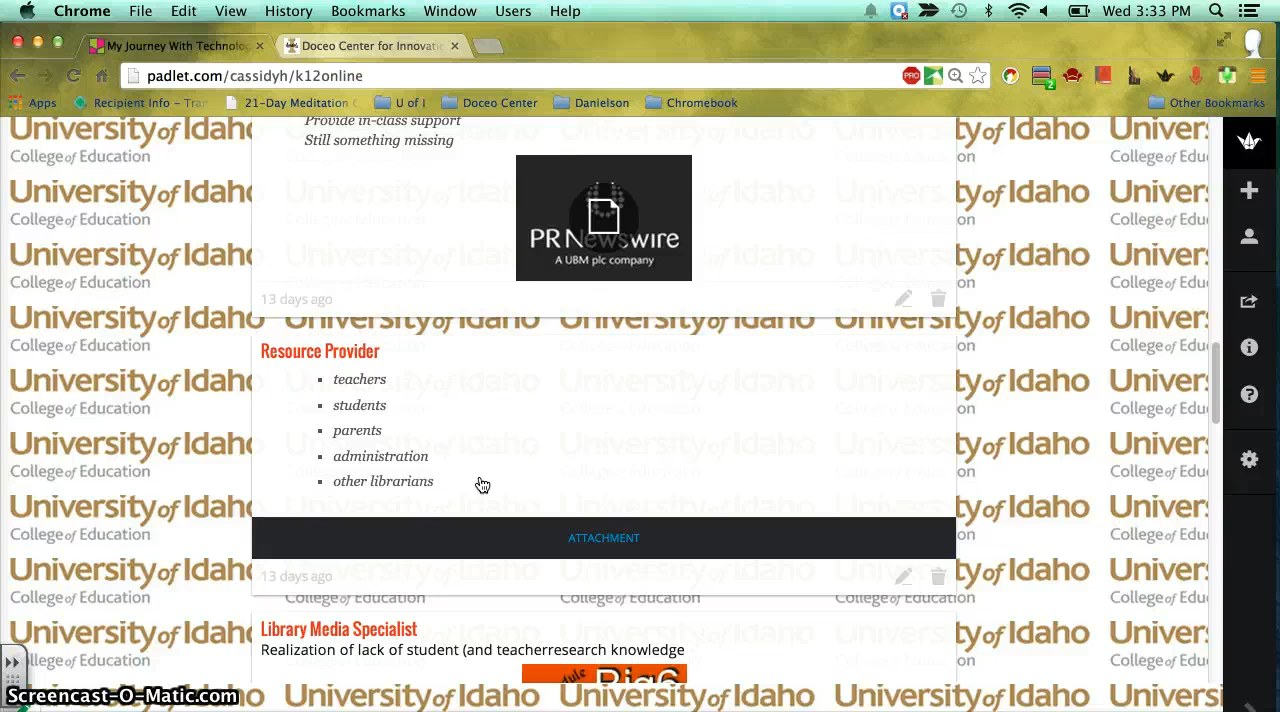 Chrome File Edit View History Bookmarks Window Users Help Wed 3:33 PM
My Journey With Technolo Doceo Center for Innovati
padlet.com/cassidyh/k12online PRO 2
Apps Recipient Info - Tra 21-Day Meditation C U of I Doceo Center Danielson Chromebook Other Bookmarks
Provide in-class support
Still something missing
PR Newswire
A UBM plc company
13 days ago
Resource Provider
teachers
students
parents
administration
other librarians
ATTACHMENT
13 days ago
Library Media Specialist
Realization of lack of student (and teacherresearch knowledge
Big6
University of Idaho
College of Education
Screencast-O-Matic.com